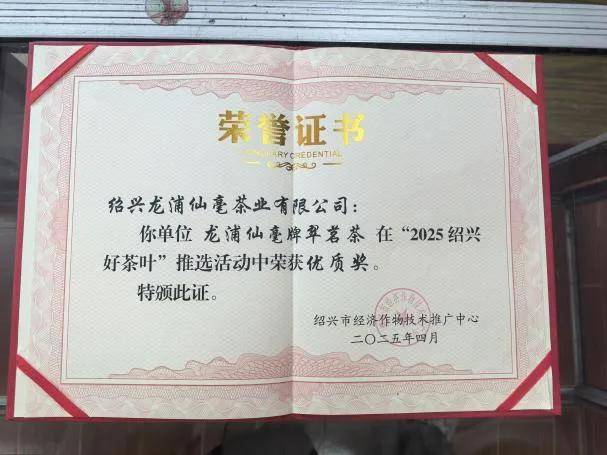 荣誉证书
HONORARY CREDENTIAL
绍兴龙浦仙毫茶业有限公司：
你单位 龙浦仙毫牌翠茗茶 在“2025绍兴
好茶叶”推选活动中荣获优质奖。
特颁此证。
绍兴市经济作物技术推广中心
二〇二五年四月